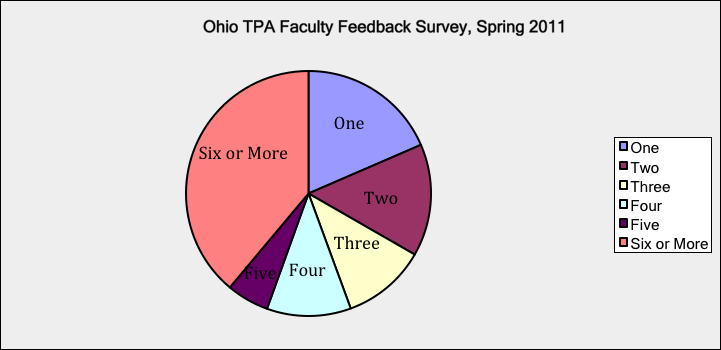 Ohio TPA Faculty Feedback Survey, Spring 2011
One
Six or More
Two
Three
Four
Five
One
Two
Three
Four
Five
Six or More